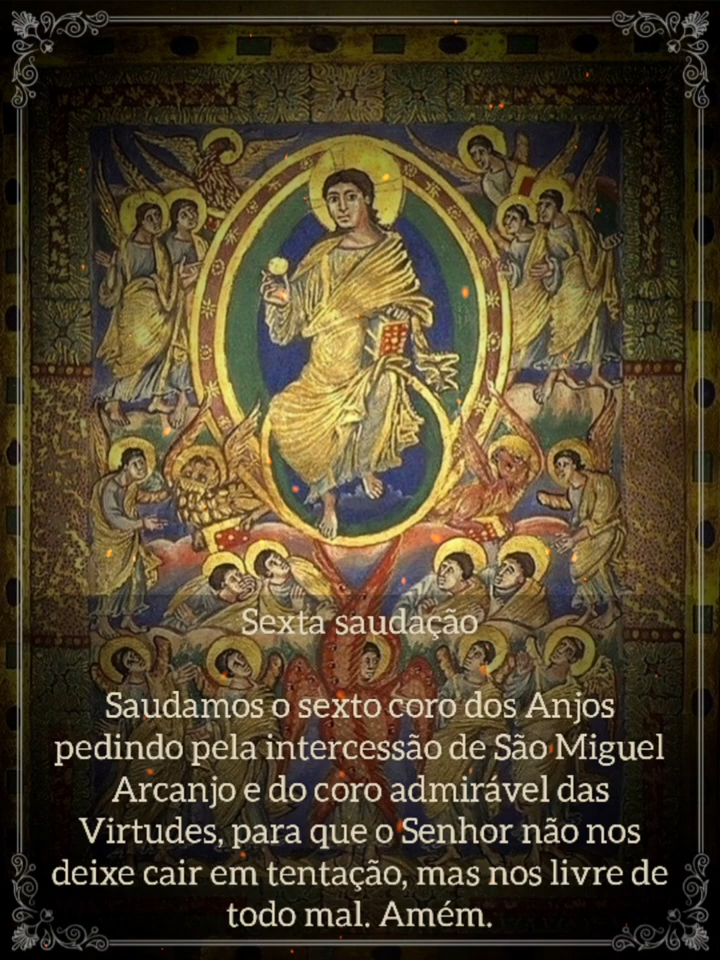 Sexta saudação
Saudamos o sexto coro dos Anjos
pedindo pela intercessão de São Miguel
Arcanjo e do coro admirável das
Virtudes, para que o Senhor não nos
deixe cair em tentação, mas nos livre de
todo mal. Amém.